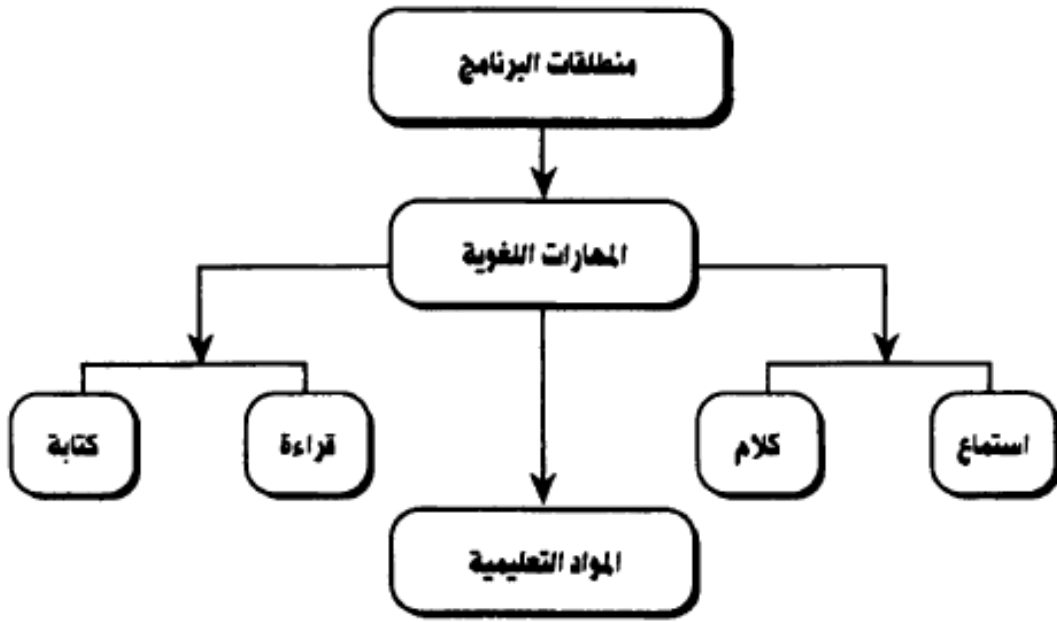 منطلقات البرنامج
المهارات اللغوية
استماع
كلام
قراءة
كتابة
المواد التعليمية